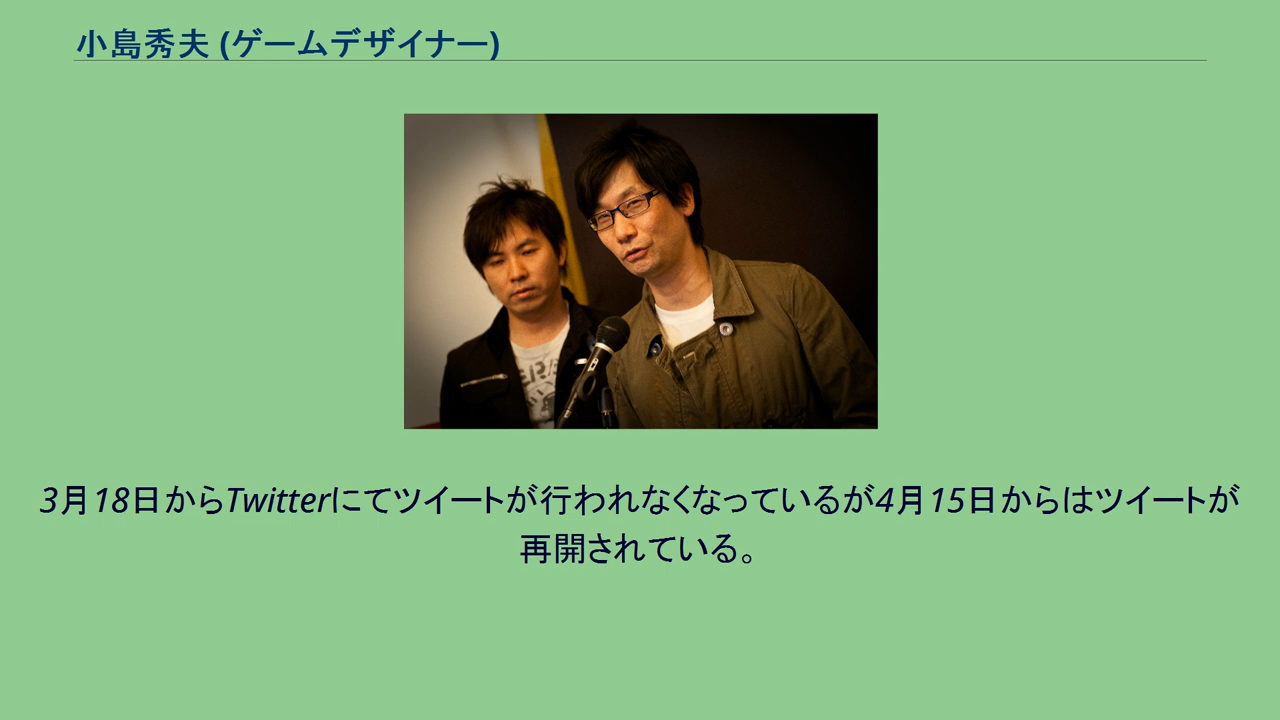 小島秀夫 (ゲームデザイナー)
3月18日からTwitterにてツイートが行われなくなっているが4月15日からはツイートが
再開されている。